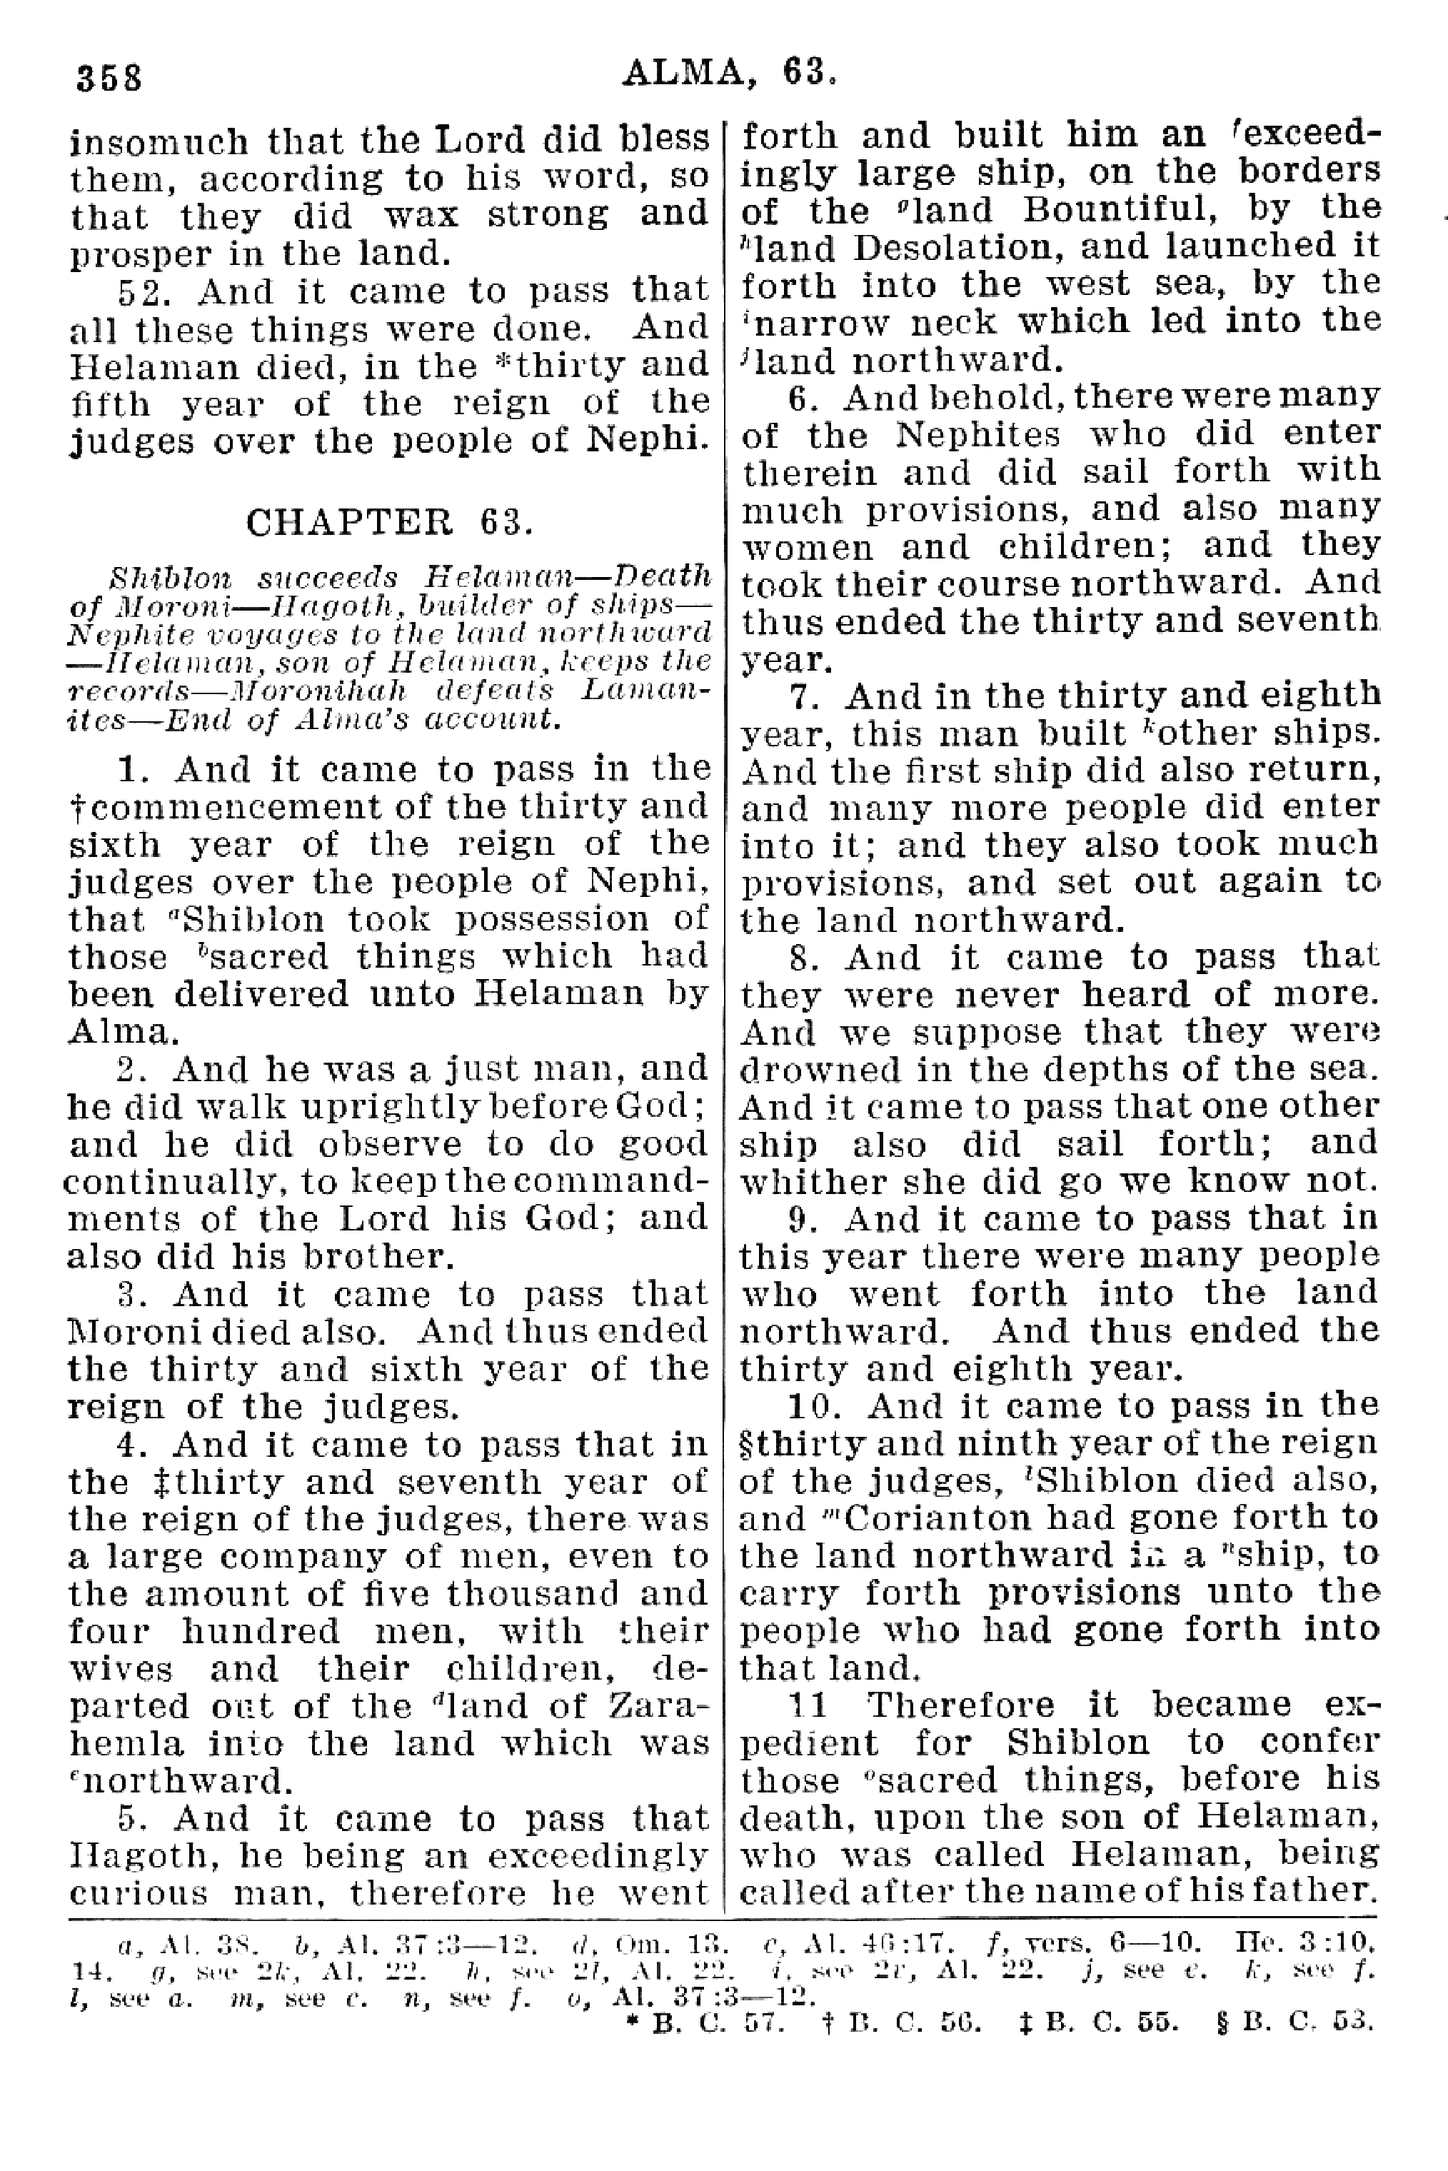 358
ALMA, 63.
insomuch that the Lord did bless
them, according to his word, so
that they did wax strong and
prosper in the land.
52. And it came to pass that
all these things were done. And
Helaman died, in the *thirty and
fifth year of the reign of the
judges over the people of Nephi.
CHAPTER 63.
Shiblon succeeds Helaman—Death
of Moroni—Hagoth, builder of ships—
Nephite voyages to the land northward
—Helaman, son of Helaman, keeps the
records—Moronihah defeats Laman-
ites—End of Alma's account.
1. And it came to pass in the
†commencement of the thirty and
sixth year of the reign of the
judges over the people of Nephi,
that aShiblon took possession of
those bsacred things which had
been delivered unto Helaman by
Alma.
2. And he was a just man, and
he did walk uprightly before God;
and he did observe to do good
continually, to keep the command-
ments of the Lord his God; and
also did his brother.
3. And it came to pass that
Moroni died also. And thus ended
the thirty and sixth year of the
reign of the judges.
4. And it came to pass that in
the ‡thirty and seventh year of
the reign of the judges, there was
a large company of men, even to
the amount of five thousand and
four hundred men, with their
wives and their children, de-
parted out of the dland of Zara-
hemla into the land which was
enorthward.
5. And it came to pass that
Hagoth, he being an exceedingly
curious man, therefore he went
forth and built him an fexceed-
ingly large ship, on the borders
of the gland Bountiful, by the
hland Desolation, and launched it
forth into the west sea, by the
inarrow neck which led into the
jland northward.
6. And behold, there were many
of the Nephites who did enter
therein and did sail forth with
much provisions, and also many
women and children; and they
took their course northward. And
thus ended the thirty and seventh
year.
7. And in the thirty and eighth
year, this man built kother ships.
And the first ship did also return,
and many more people did enter
into it; and they also took much
provisions, and set out again to
the land northward.
8. And it came to pass that
they were never heard of more.
And we suppose that they were
drowned in the depths of the sea.
And it came to pass that one other
ship also did sail forth; and
whither she did go we know not.
9. And it came to pass that in
this year there were many people
who went forth into the land
northward. And thus ended the
thirty and eighth year.
10. And it came to pass in the
§thirty and ninth year of the reign
of the judges, lShiblon died also,
and mCorianton had gone forth to
the land northward in a nship, to
carry forth provisions unto the
people who had gone forth into
that land.
11 Therefore it became ex-
pedient for Shiblon to confer
those osacred things, before his
death, upon the son of Helaman,
who was called Helaman, being
called after the name of his father.
a, Al. 38. b, Al. 37:3—12. d, Om. 13. e, Al. 46:17. f, vers. 6—10. He. 3:10,
14. g, see 2k, Al. 22. h, see 2l, Al. 22. i, see 2v, Al. 22. j, see e. k, see f.
l, see a. m, see c. n, see f. o, Al. 37:3—12.
* B. C. 57. † B. C. 56. ‡ B. C. 55. § B. C. 53.